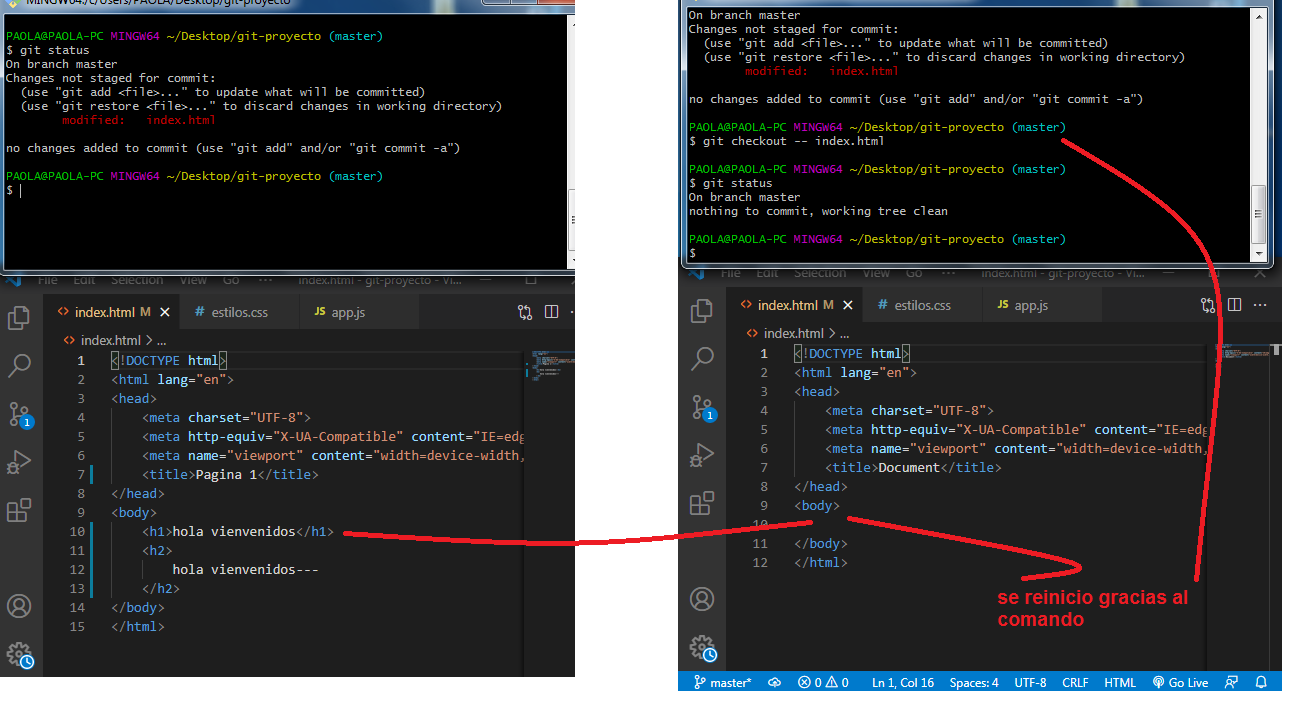 MINGW64:/c/Users/PAOLA/Desktop/git-proyecto
PAOLA@PAOLA-PC MINGW64 ~/Desktop/git-proyecto (master)
$ git status
On branch master
Changes not staged for commit:
(use "git add <file>..." to update what will be committed)
(use "git restore <file>..." to discard changes in working directory)
modified: index.html
no changes added to commit (use "git add" and/or "git commit -a")
PAOLA@PAOLA-PC MINGW64 ~/Desktop/git-proyecto (master)
$
File Edit Selection View Go ··· index.html - git-proyecto - Vi...
index.html M × # estilos.css JS app.js
<> index.html > ...
1 <!DOCTYPE html>
2 <html lang="en">
3 <head>
4 <meta charset="UTF-8">
5 <meta http-equiv="X-UA-Compatible" content="IE=edg
6 <meta name="viewport" content="width=device-width,
7 <title>Pagina 1</title>
8 </head>
9 <body>
10 <h1>hola vienvenidos</h1>
11 <h2>
12 hola vienvenidos---
13 </h2>
14 </body>
15 </html>
1
On branch master
Changes not staged for commit:
(use "git add <file>..." to update what will be committed)
(use "git restore <file>..." to discard changes in working directory)
modified: index.html
no changes added to commit (use "git add" and/or "git commit -a")
PAOLA@PAOLA-PC MINGW64 ~/Desktop/git-proyecto (master)
$ git checkout -- index.html
PAOLA@PAOLA-PC MINGW64 ~/Desktop/git-proyecto (master)
$ git status
On branch master
nothing to commit, working tree clean
PAOLA@PAOLA-PC MINGW64 ~/Desktop/git-proyecto (master)
$
File Edit Selection View Go ··· index.html - git-proyecto - Vi...
<> index.html M × # estilos.css JS app.js ···
<> index.html > ...
1 <!DOCTYPE html>
2 <html lang="en">
3 <head>
4 <meta charset="UTF-8">
5 <meta http-equiv="X-UA-Compatible" content="IE=edg
6 <meta name="viewport" content="width=device-width,
7 <title>Document</title>
8 </head>
9 <body>
10
11 </body>
12 </html>
1
se reinicio gracias al
comando
master* 0 0 Ln 1, Col 16 Spaces: 4 UTF-8 CRLF HTML Go Live